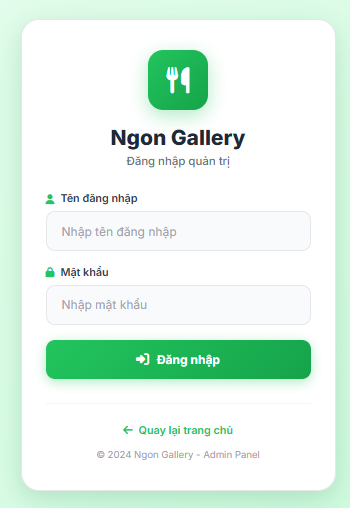 Ngon Gallery
Đăng nhập quản trị
Tên đăng nhập
Nhập tên đăng nhập
Mật khẩu
Nhập mật khẩu
Đăng nhập
Quay lại trang chủ
© 2024 Ngon Gallery - Admin Panel